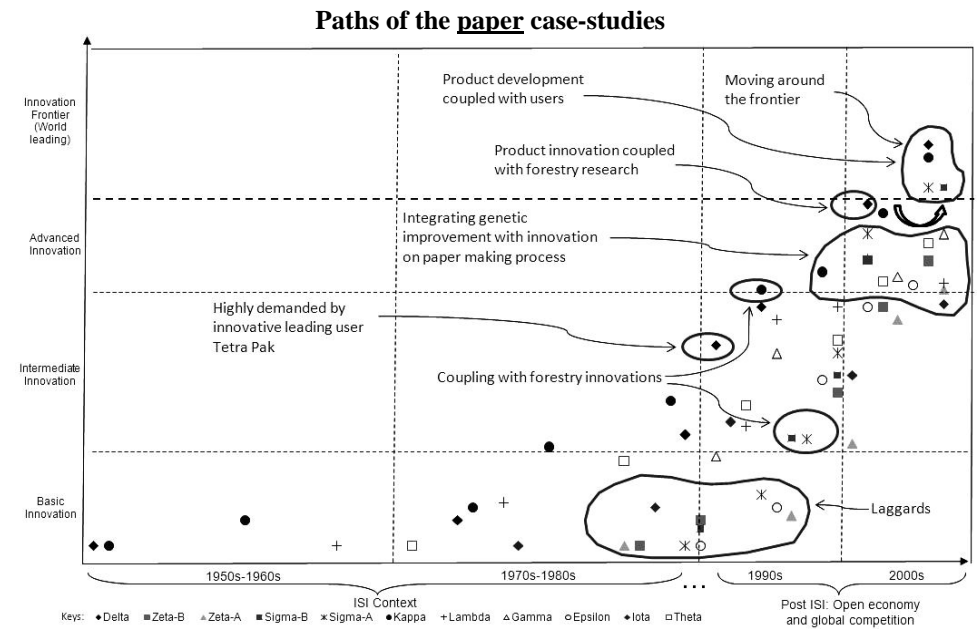 Paths of the paper case-studies
Innovation
Frontier
(World
leading)
Advanced
Innovation
Intermediate
Innovation
Basic
Innovation
Product development
coupled with users
Moving around
the frontier
Product innovation coupled
with forestry research
Integrating genetic
improvement with innovation
on paper making process
Highly demanded by
innovative leading user
Tetra Pak
Coupling with forestry innovations
Laggards
1950s-1960s
1970s-1980s
...
1990s
2000s
ISI Context
Post ISI: Open economy
and global competition
Keys: Delta Zeta-B Zeta-A Sigma-B Sigma-A Kappa Lambda Gamma Epsilon Iota Theta